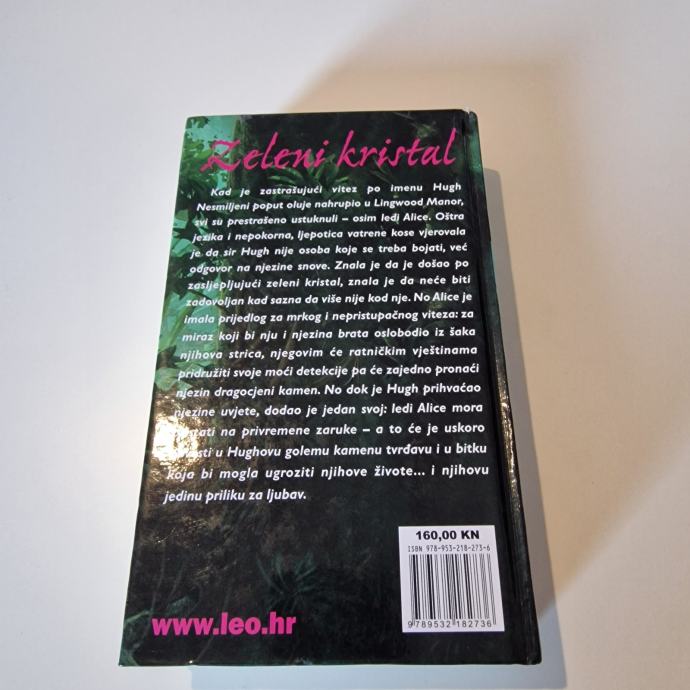 Zeleni kristal
Kad je zastrašujući vitez po imenu Hugh
Nesmiljeni poput oluje nahrupio u Lingwood Manor,
svi su prestrašeno ustuknuli – osim ledi Alice. Oštra
jezika i nepokorna, ljepotica vatrene kose vjerovala
je da sir Hugh nije osoba koje se treba bojati, već
odgovor na njezine snove. Znala je da je došao po
zasljepljujući zeleni kristal, znala je da neće biti
zadovoljan kad sazna da više nije kod nje. No Alice je
imala prijedlog za mrkog i nepristupačnog viteza: za
miraz koji bi nju i njezina brata oslobodio iz šaka
njihova strica, njegovim će ratničkim vještinama
pridružiti svoje moći detekcije pa će zajedno pronaći
njezin dragocjeni kamen. No dok je Hugh prihvaćao
njezine uvjete, dodao je jedan svoj: ledi Alice mora
na privremene zaruke – a to će je uskoro
u Hughovu golemu kamenu tvrđavu i u bitku
koja bi mogla ugroziti njihove živote... i njihovu
jedinu priliku za ljubav.
160,00 KN
ISBN 978-953-218-273-6
9 789532 182736
www.leo.hr